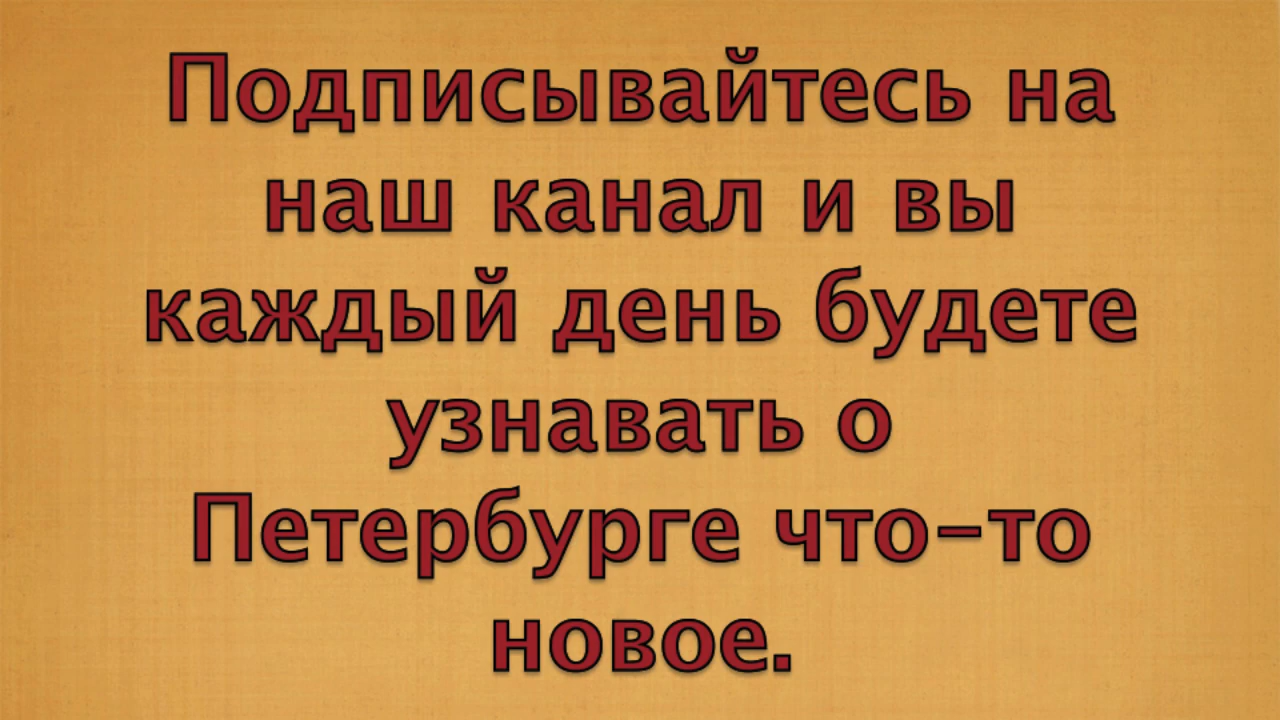 Подписывайтесь на
наш канал и вы
каждый день будете
узнавать о
Петербурге что-то
новое.